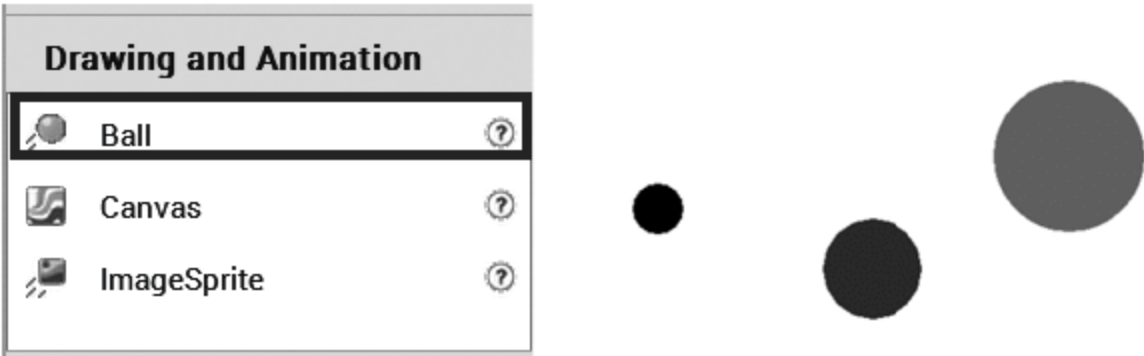 Drawing and Animation
Ball ?
Canvas ?
ImageSprite ?